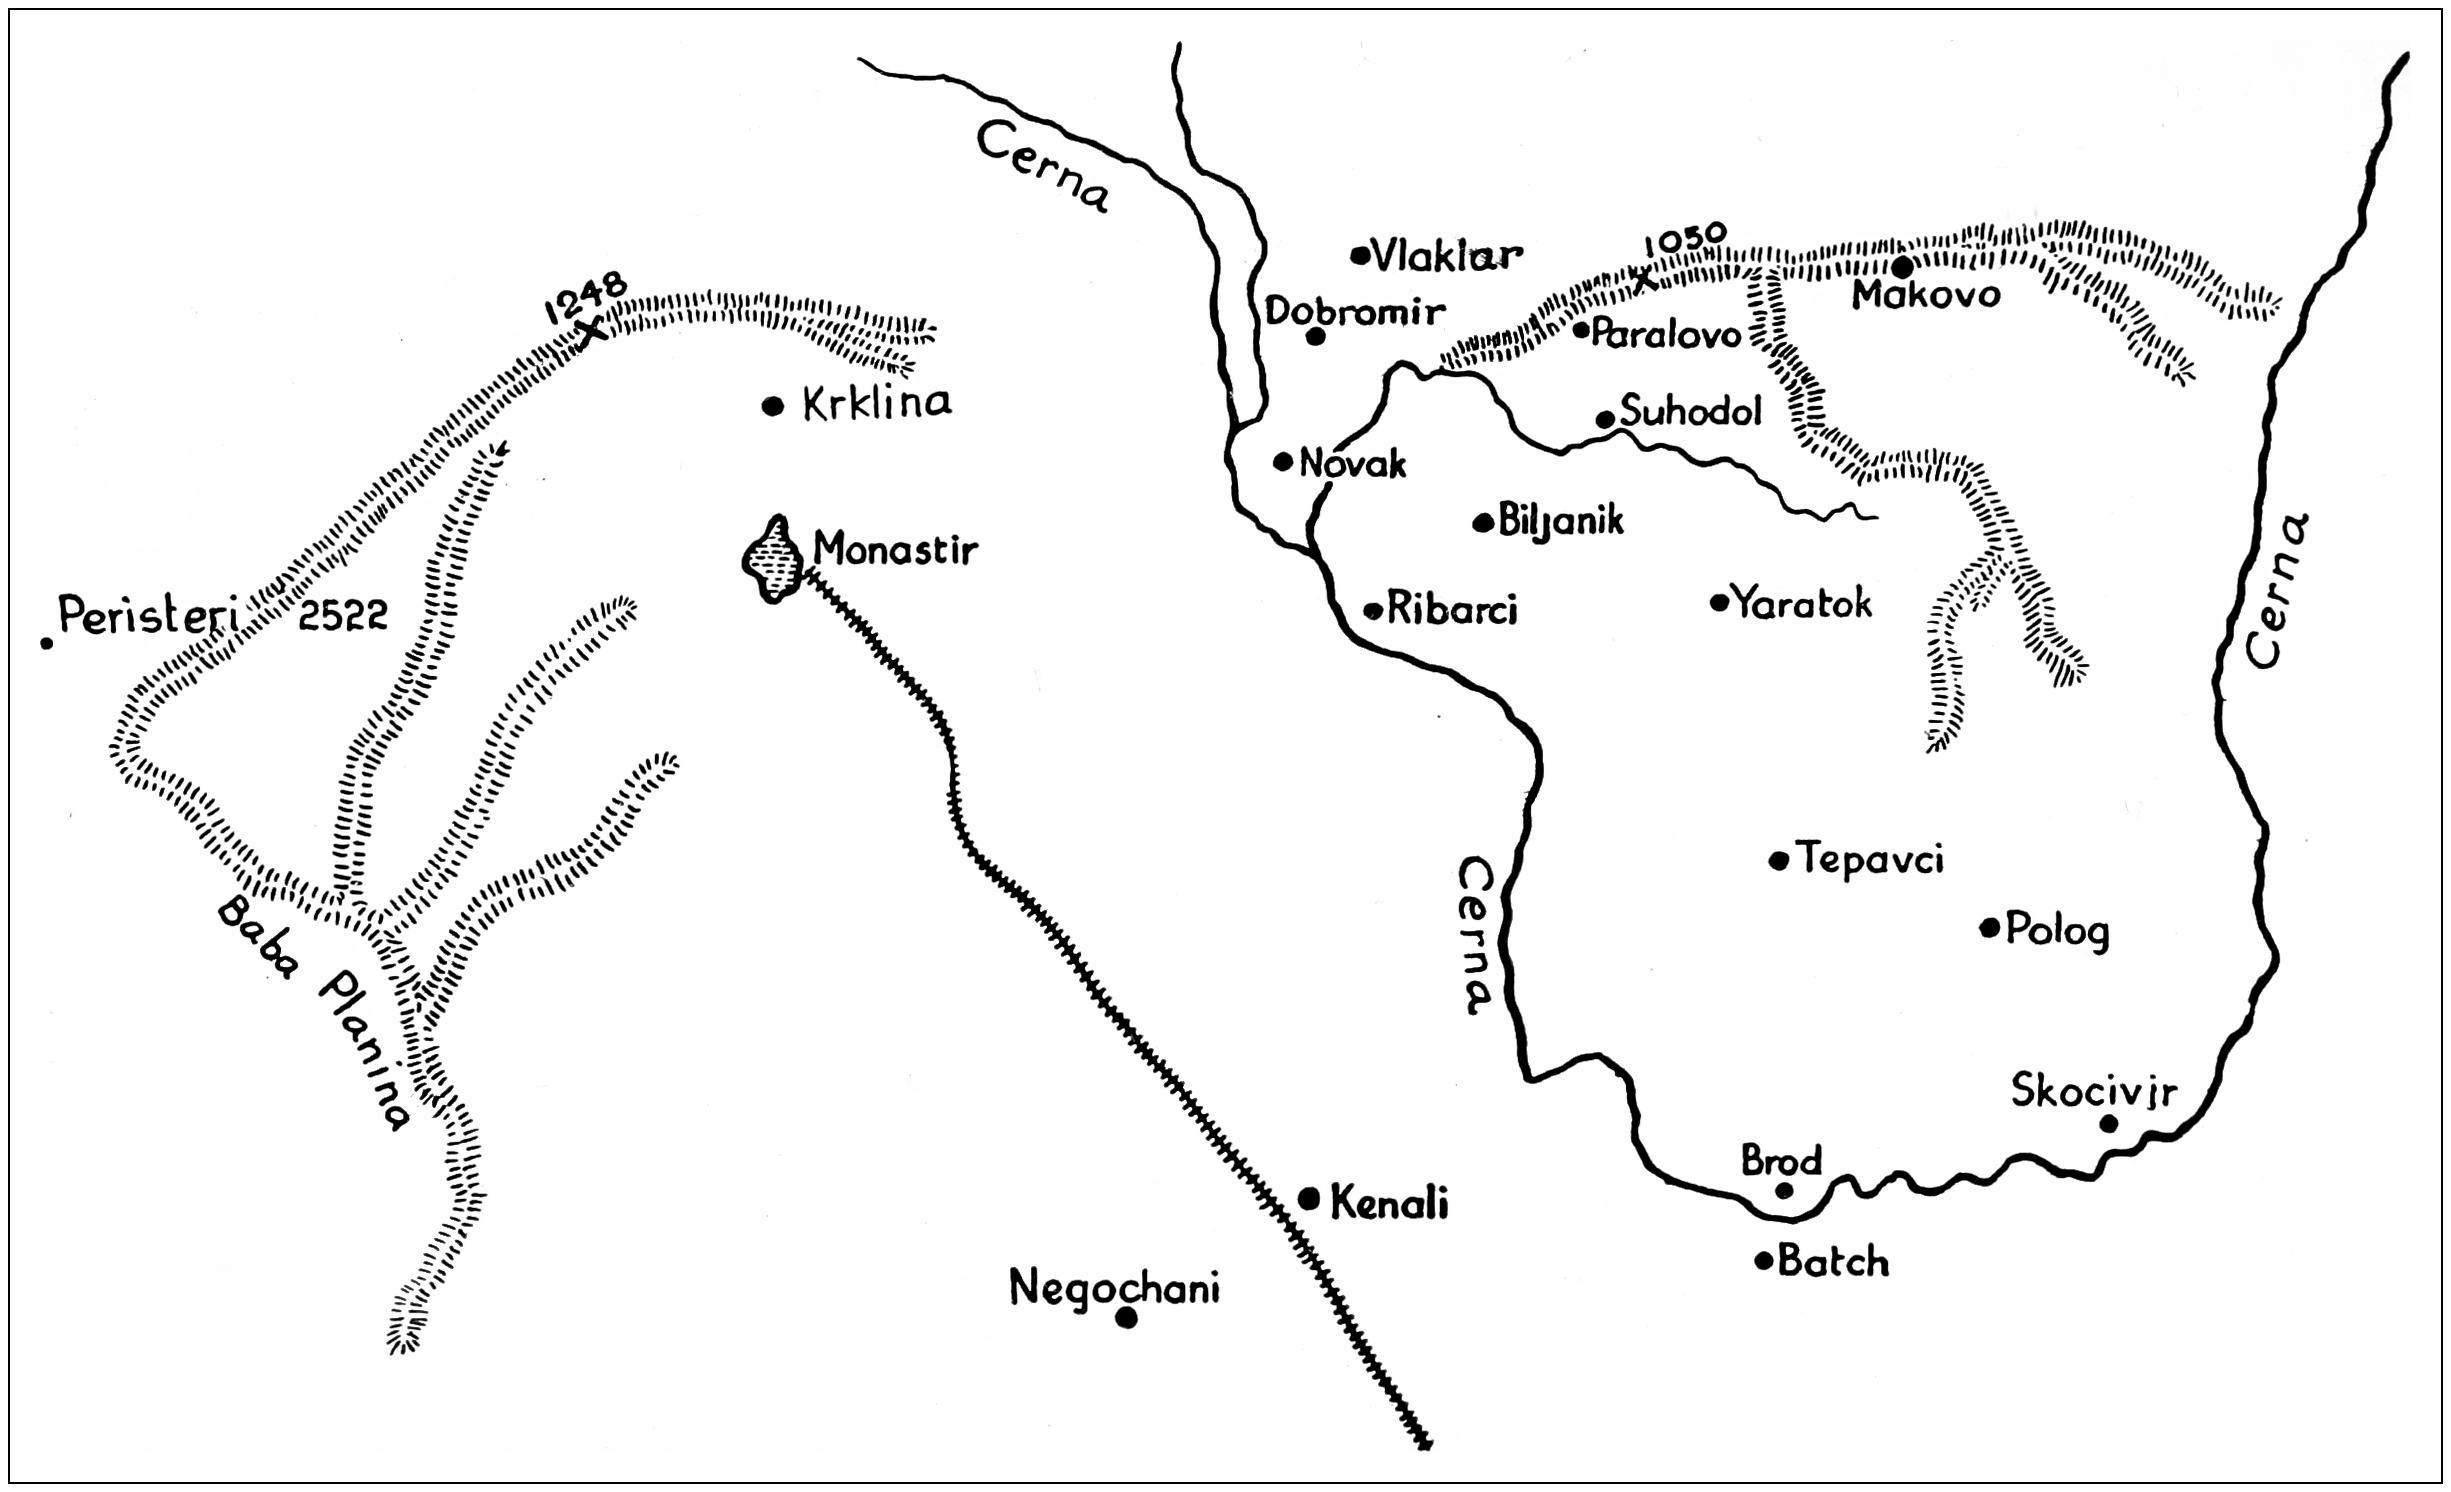 Cerna
1050
Vlaklar
1248
Makovo
Dobromir
Paralovo
Krklina
Suhodol
Novak
Biljanik
Monastir
Cerna
Peristeri 2522
Ribarci
Yaratok
Tepavci
Baba Planina
Cerna
Polog
Skocivjr
Brod
Kenali
Batch
Negochani